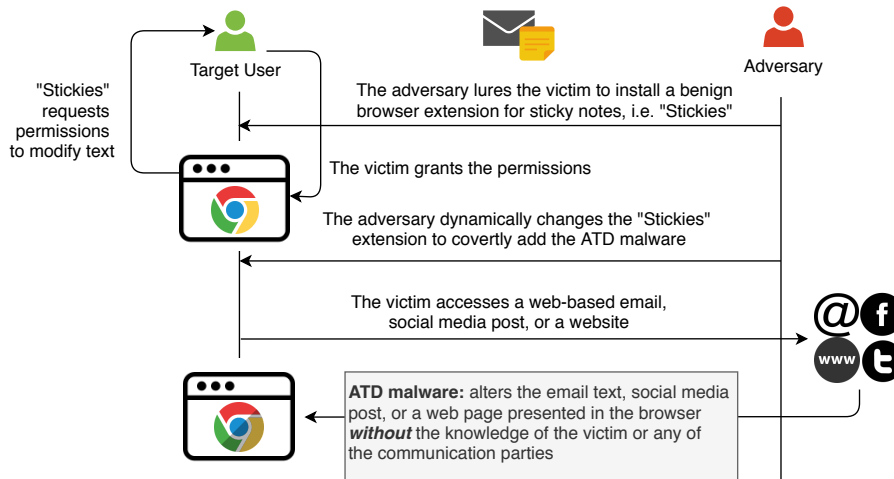 Target User
Adversary
"Stickies"
requests
permissions
to modify text
The adversary lures the victim to install a benign
browser extension for sticky notes, i.e. "Stickies"
The victim grants the permissions
The adversary dynamically changes the "Stickies"
extension to covertly add the ATD malware
The victim accesses a web-based email,
social media post, or a website
@ f
www t
ATD malware: alters the email text, social media
post, or a web page presented in the browser
without the knowledge of the victim or any of
the communication parties